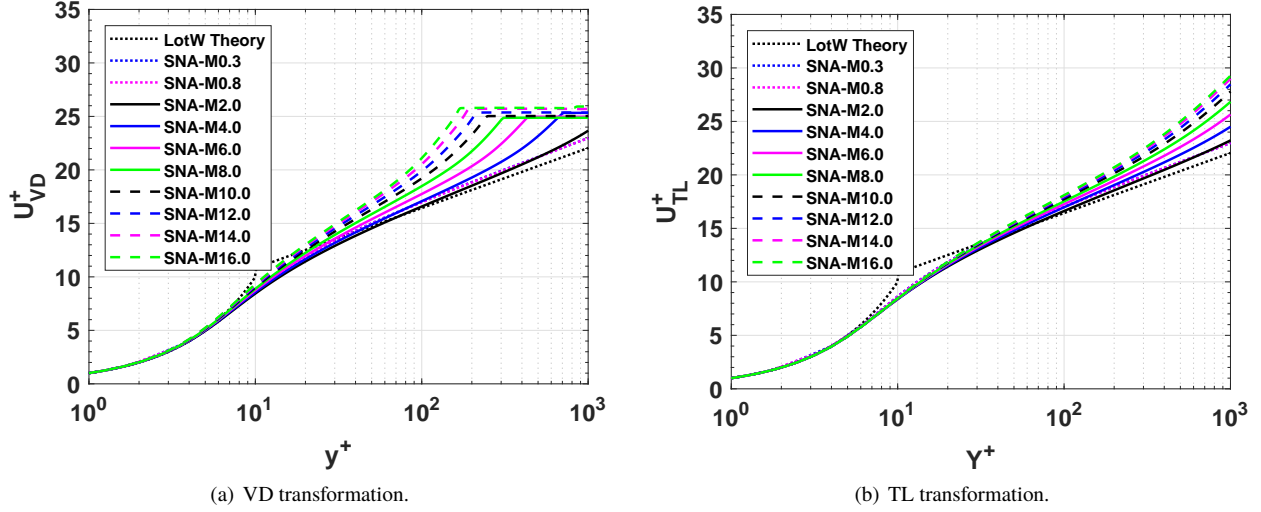 35
30
25
20
15
10
5
0
U+VD
LotW Theory
SNA-M0.3
SNA-M0.8
SNA-M2.0
SNA-M4.0
SNA-M6.0
SNA-M8.0
SNA-M10.0
SNA-M12.0
SNA-M14.0
SNA-M16.0
10^0 10^1 10^2 10^3
y+
(a) VD transformation.
35
30
25
20
15
10
5
0
U+TL
LotW Theory
SNA-M0.3
SNA-M0.8
SNA-M2.0
SNA-M4.0
SNA-M6.0
SNA-M8.0
SNA-M10.0
SNA-M12.0
SNA-M14.0
SNA-M16.0
10^0 10^1 10^2 10^3
Y+
(b) TL transformation.